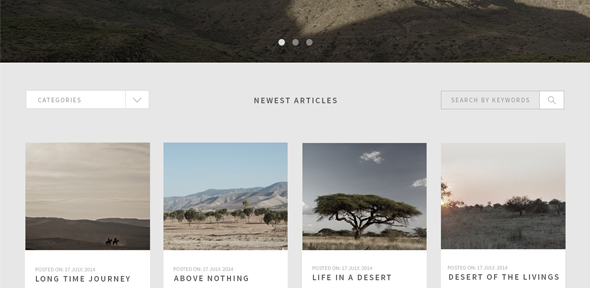 CATEGORIES
NEWEST ARTICLES
SEARCH BY KEYWORDS
POSTED ON: 17 JULY, 2014
LONG TIME JOURNEY
POSTED ON: 17 JULY, 2014
ABOVE NOTHING
POSTED ON: 17 JULY, 2014
LIFE IN A DESERT
POSTED ON: 17 JULY, 2014
DESERT OF THE LIVINGS